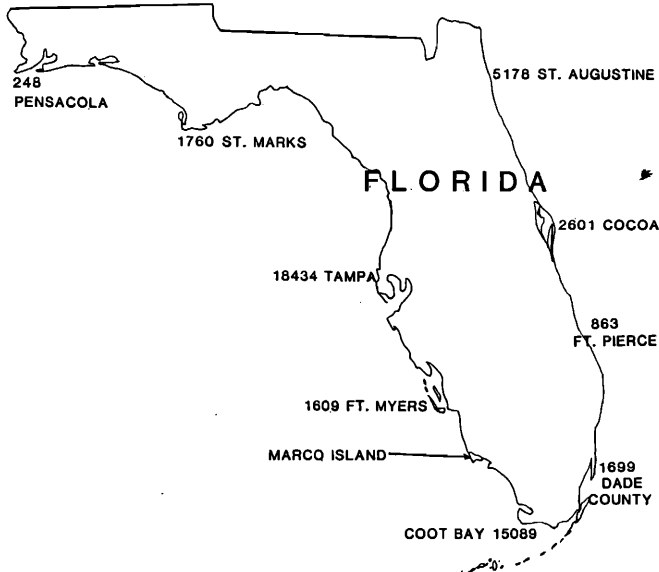 248
PENSACOLA
5178 ST. AUGUSTINE
1760 ST. MARKS
FLORIDA
2601 COCOA
18434 TAMPA
863
FT. PIERCE
1609 FT. MYERS
MARCO ISLAND
1699
DADE
COUNTY
COOT BAY 15089